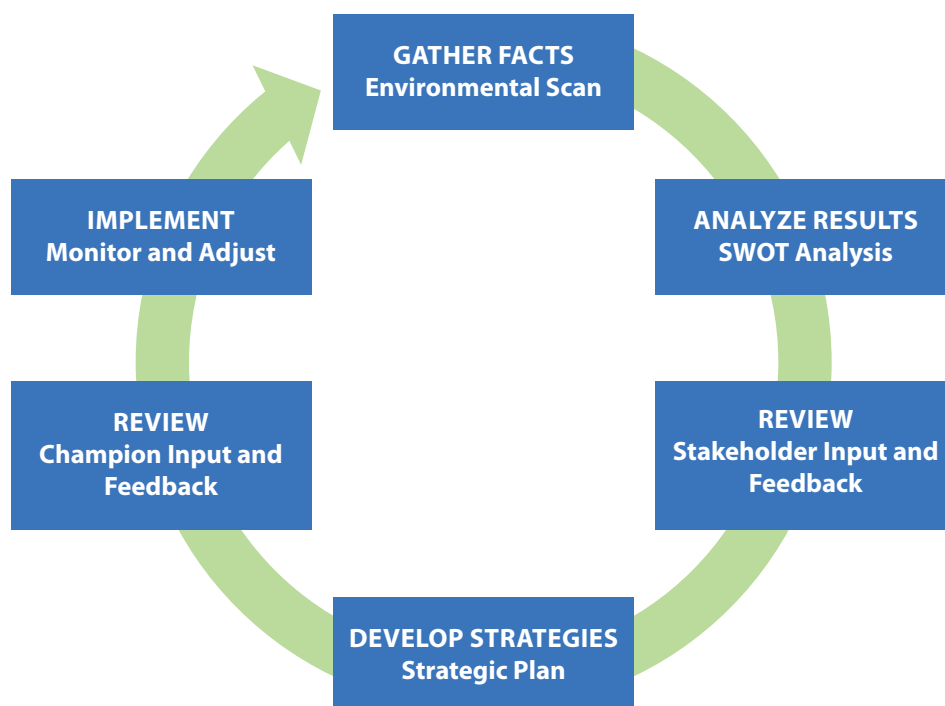 GATHER FACTS
Environmental Scan
ANALYZE RESULTS
SWOT Analysis
REVIEW
Stakeholder Input and
Feedback
DEVELOP STRATEGIES
Strategic Plan
REVIEW
Champion Input and
Feedback
IMPLEMENT
Monitor and Adjust